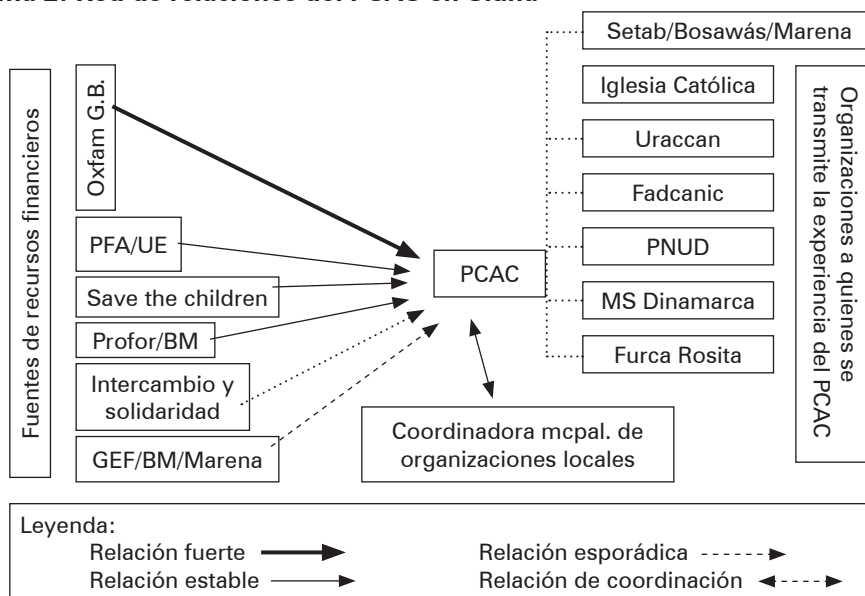 Setab/Bosawás/Marena
Fuentes de recursos financieros
Oxfam G.B.
PFA/UE
Save the children
Profor/BM
Intercambio y
solidaridad
GEF/BM/Marena
PCAC
Coordinadora mcpal. de
organizaciones locales
Iglesia Católica
Uraccan
Fadcanic
PNUD
MS Dinamarca
Furca Rosita
Organizaciones a quienes se
transmite la experiencia del PCAC
Leyenda:
Relación fuerte
Relación estable
Relación esporádica
Relación de coordinación